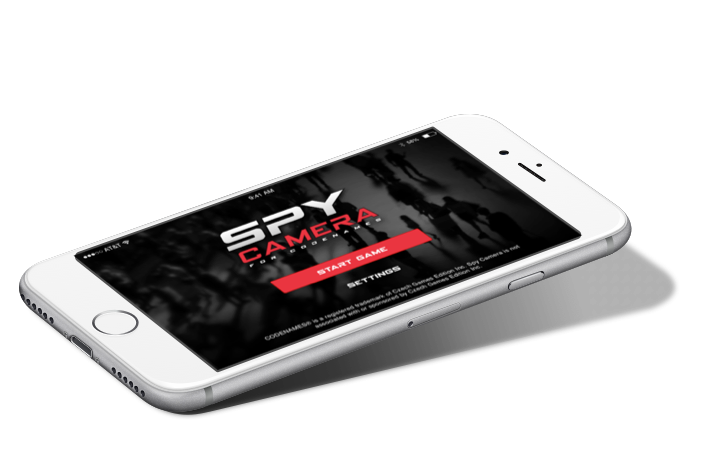 ●●●○○ AT&T
9:41 AM
58%
SPY
CAMERA
FOR CODENAMES
START GAME
SETTINGS
CODENAMES® is a registered trademark of Czech Games Edition Inc. Spy Camera is not
associated with or sponsored by Czech Games Edition Inc.